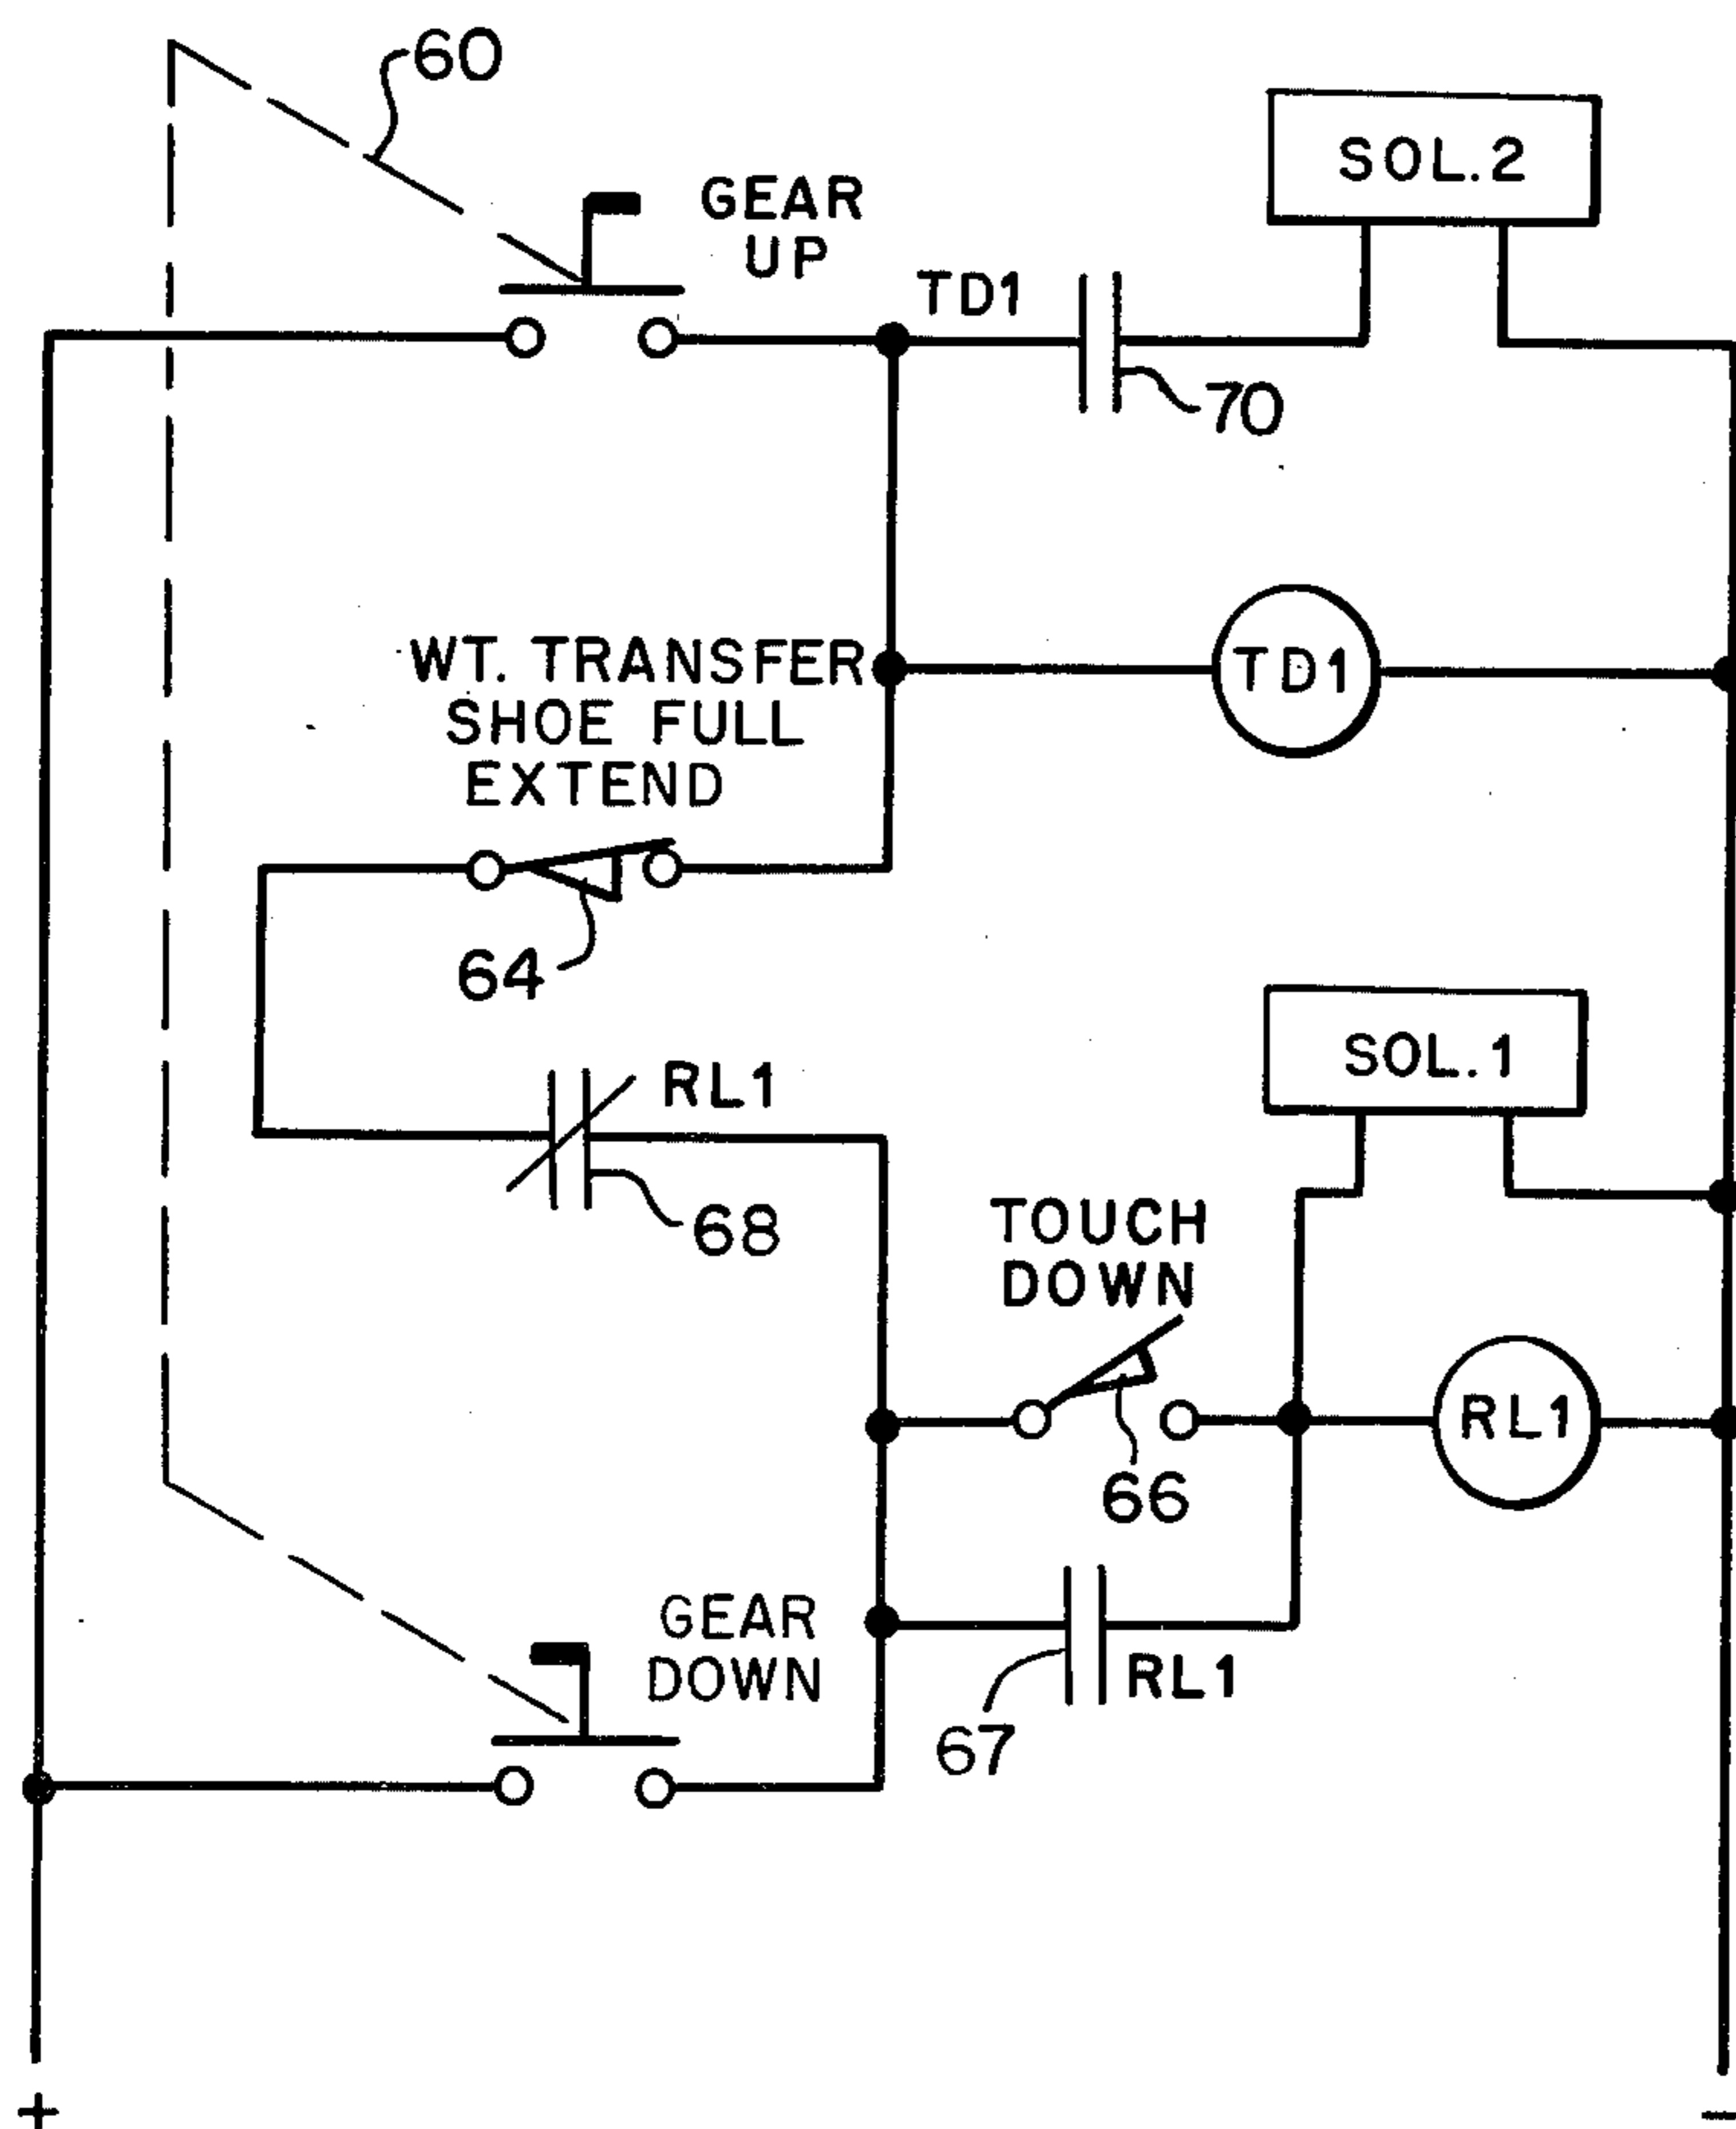 60
SOL.2
GEAR
UP
TD1
70
WT. TRANSFER
SHOE FULL
EXTEND
TD1
64
SOL.1
RL1
68
TOUCH
DOWN
RL1
66
GEAR
DOWN
RL1
67
+
−